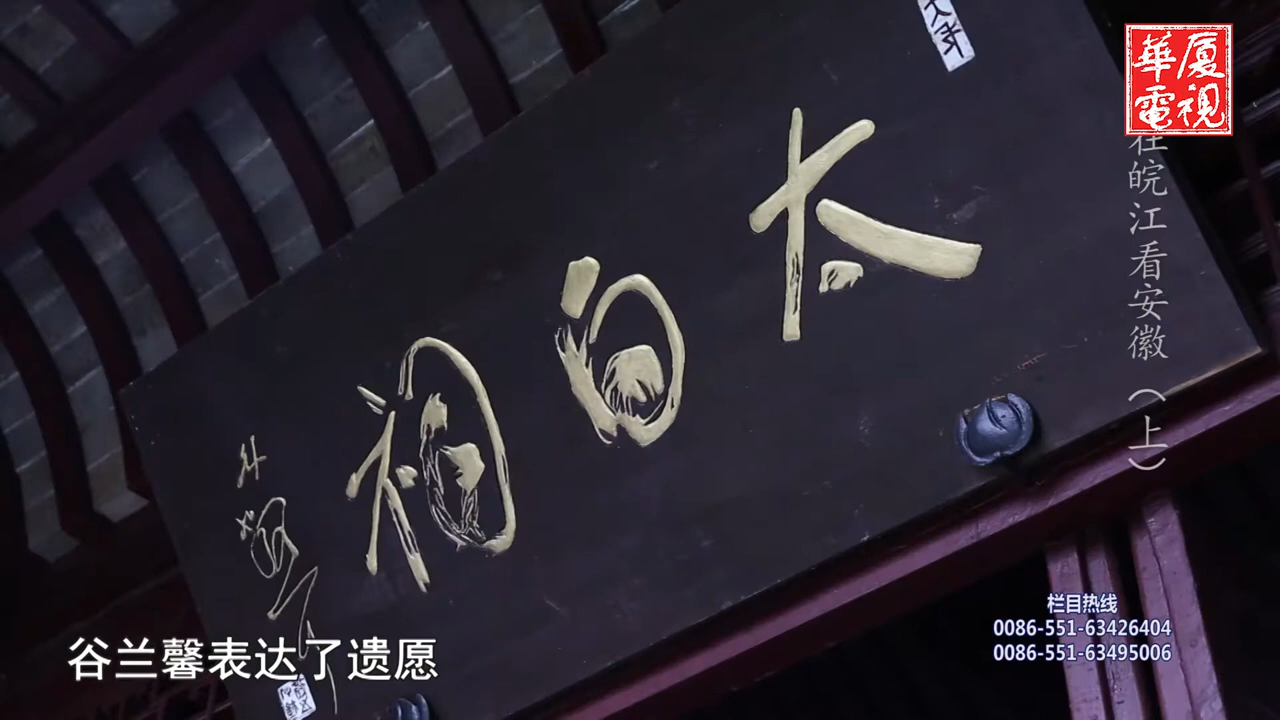 太白祠
華厦
電視
在皖江看安徽（上）
栏目热线
0086-551-63426404
0086-551-63495006
谷兰馨表达了遗愿